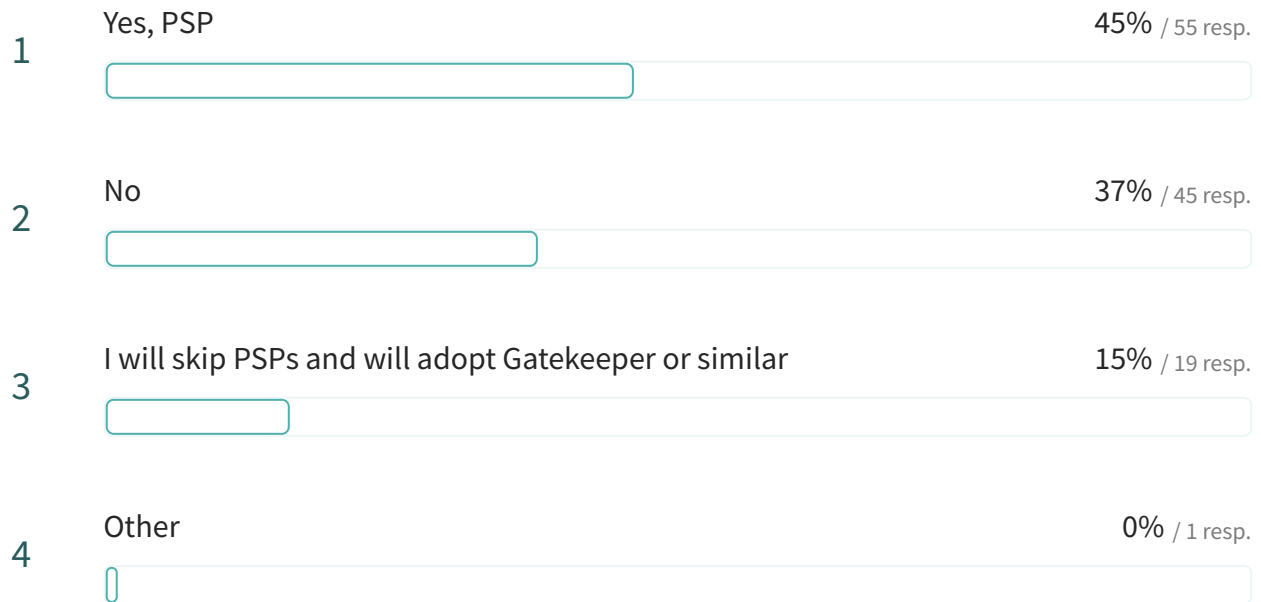 1 Yes, PSP 45% / 55 resp.
2 No 37% / 45 resp.
3 I will skip PSPs and will adopt Gatekeeper or similar 15% / 19 resp.
4 Other 0% / 1 resp.